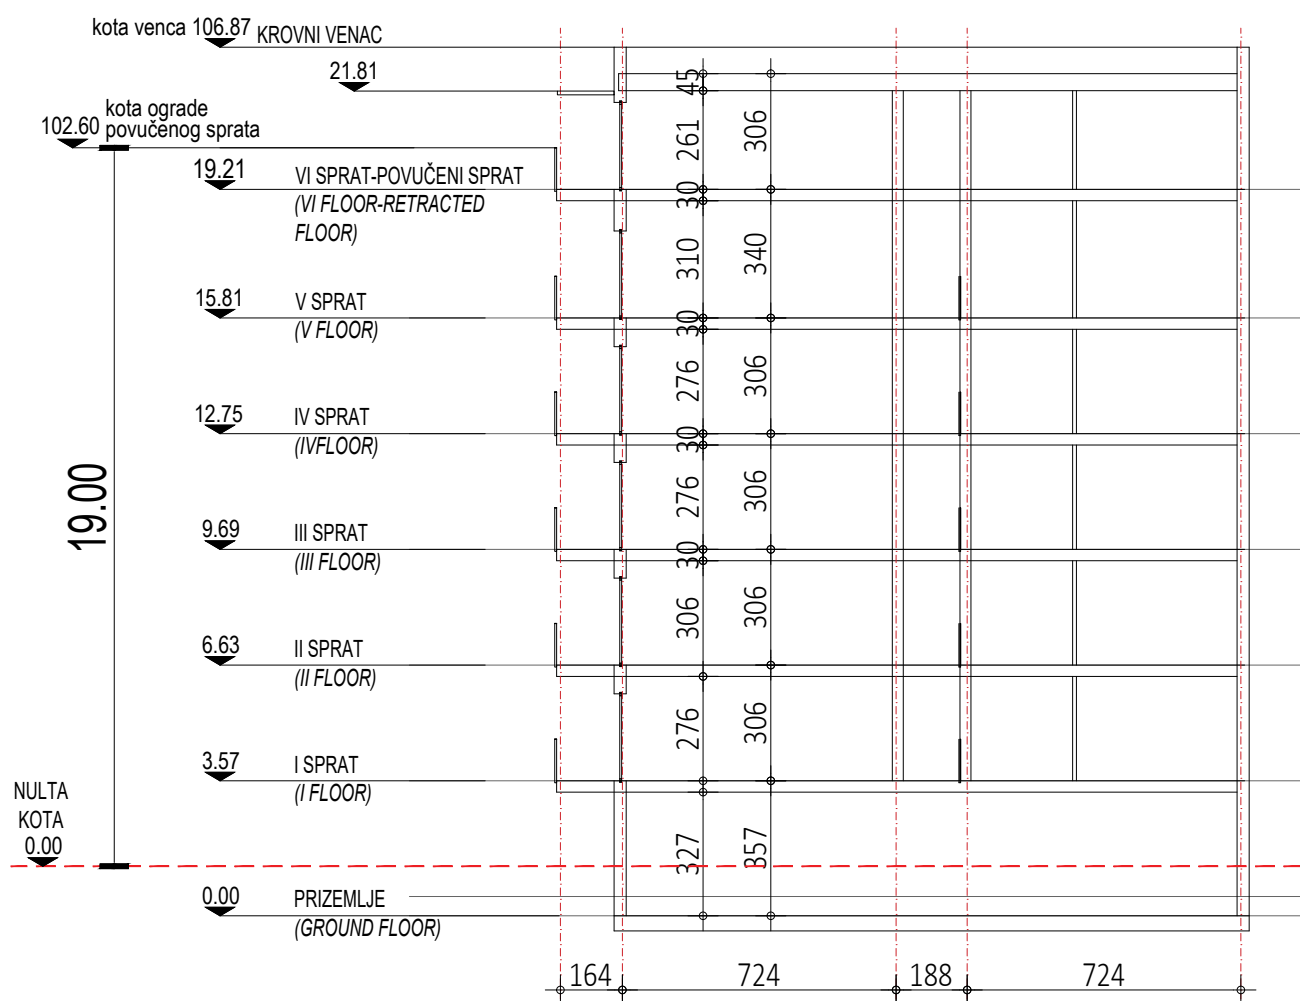 kota venca 106.87 KROVNI VENAC
21.81
kota ograde
102.60 povučenog sprata
19.21 VI SPRAT-POVUČENI SPRAT
(VI FLOOR-RETRACTED
FLOOR)
15.81 V SPRAT
(V FLOOR)
12.75 IV SPRAT
(IVFLOOR)
19.00
9.69 III SPRAT
(III FLOOR)
6.63 II SPRAT
(II FLOOR)
3.57 I SPRAT
(I FLOOR)
NULTA
KOTA
0.00
0.00 PRIZEMLJE
(GROUND FLOOR)
45
261
30
310
30
276
30
276
30
306
276
327
306
340
306
306
306
306
357
164 724 188 724